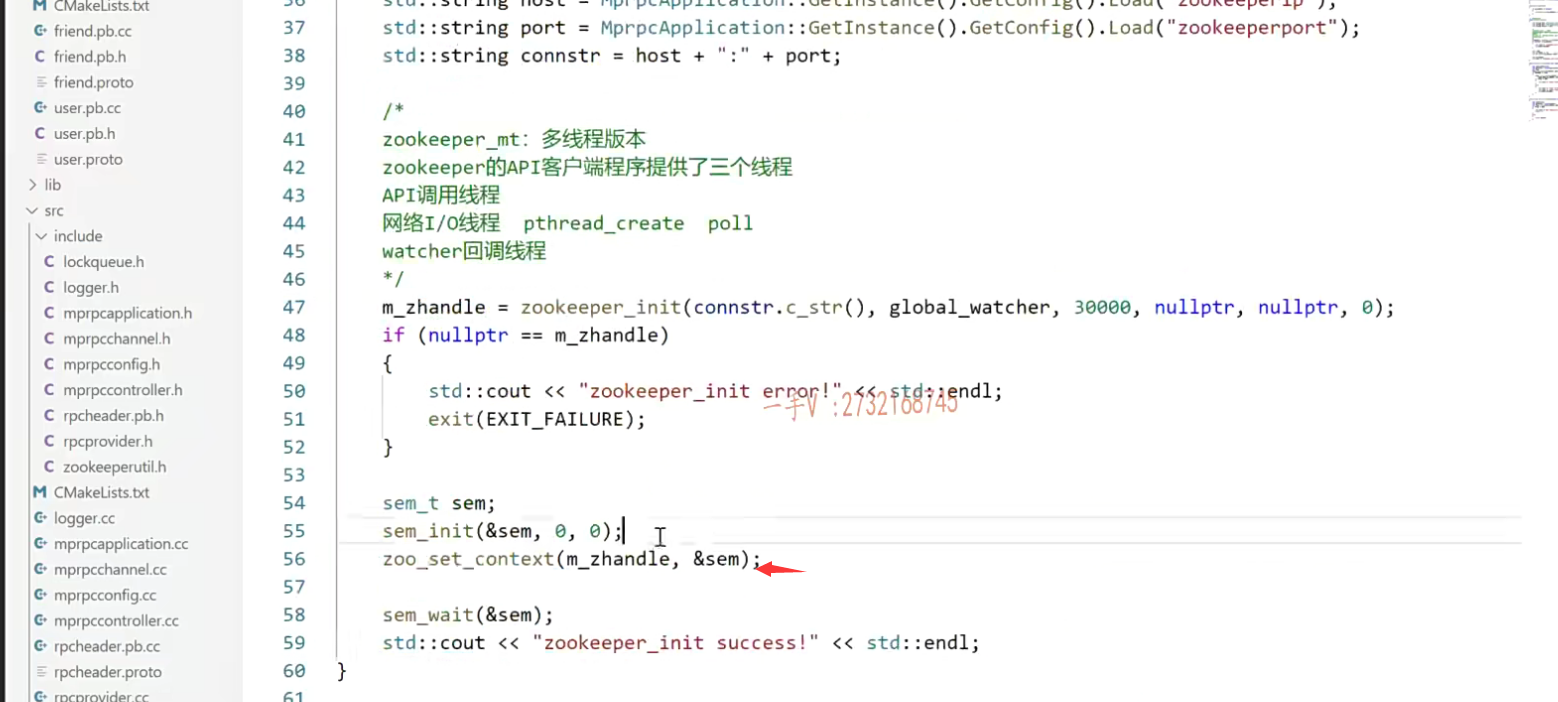 CMakeLists.txt
friend.pb.cc
friend.pb.h
friend.proto
user.pb.cc
user.pb.h
user.proto
lib
src
include
lockqueue.h
logger.h
mprpcapplication.h
mprpcchannel.h
mprpcconfig.h
mprpccontroller.h
rpcheader.pb.h
rpcprovider.h
zookeeperutil.h
CMakeLists.txt
logger.cc
mprpcapplication.cc
mprpcchannel.cc
mprpcconfig.cc
mprpccontroller.cc
rpcheader.pb.cc
rpcheader.proto
rpcprovider.cc
36 std::string host = MprpcApplication::GetInstance().GetConfig().Load("zookeeperip");
37 std::string port = MprpcApplication::GetInstance().GetConfig().Load("zookeeperport");
38 std::string connstr = host + ":" + port;
39
40 /*
41 zookeeper_mt：多线程版本
42 zookeeper的API客户端程序提供了三个线程
43 API调用线程
44 网络I/O线程  pthread_create  poll
45 watcher回调线程
46 */
47 m_zhandle = zookeeper_init(connstr.c_str(), global_watcher, 30000, nullptr, nullptr, 0);
48 if (nullptr == m_zhandle)
49 {
50 std::cout << "zookeeper_init error!" << std::endl;
一手V:2732168745
51 exit(EXIT_FAILURE);
52 }
53
54 sem_t sem;
55 sem_init(&sem, 0, 0);
56 zoo_set_context(m_zhandle, &sem);
57
58 sem_wait(&sem);
59 std::cout << "zookeeper_init success!" << std::endl;
60 }
61